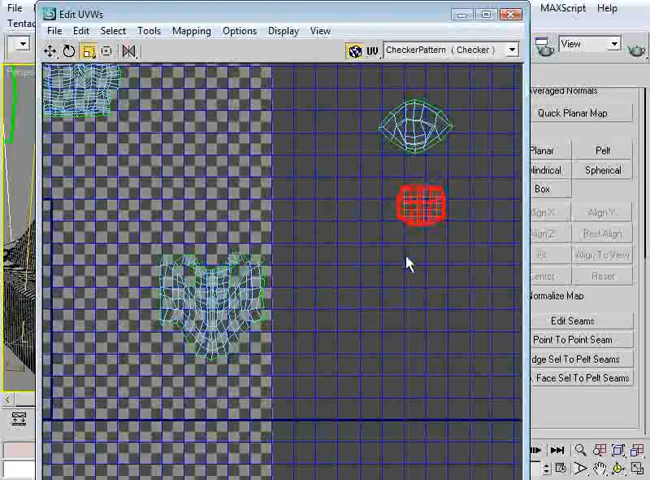 File
MAXScript Help
Tentac
Edit UVWs
File Edit Select Tools Mapping Options Display View
UV CheckerPattern ( Checker )
View
Persp
Averaged Normals
Quick Planar Map
Planar Pelt
Cylindrical Spherical
Box
Align X Align Y
Align Z Best Align
Fit Align To View
Center Reset
Normalize Map
Edit Seams
Point To Point Seam
Edge Sel To Pelt Seams
. Face Sel To Pelt Seams